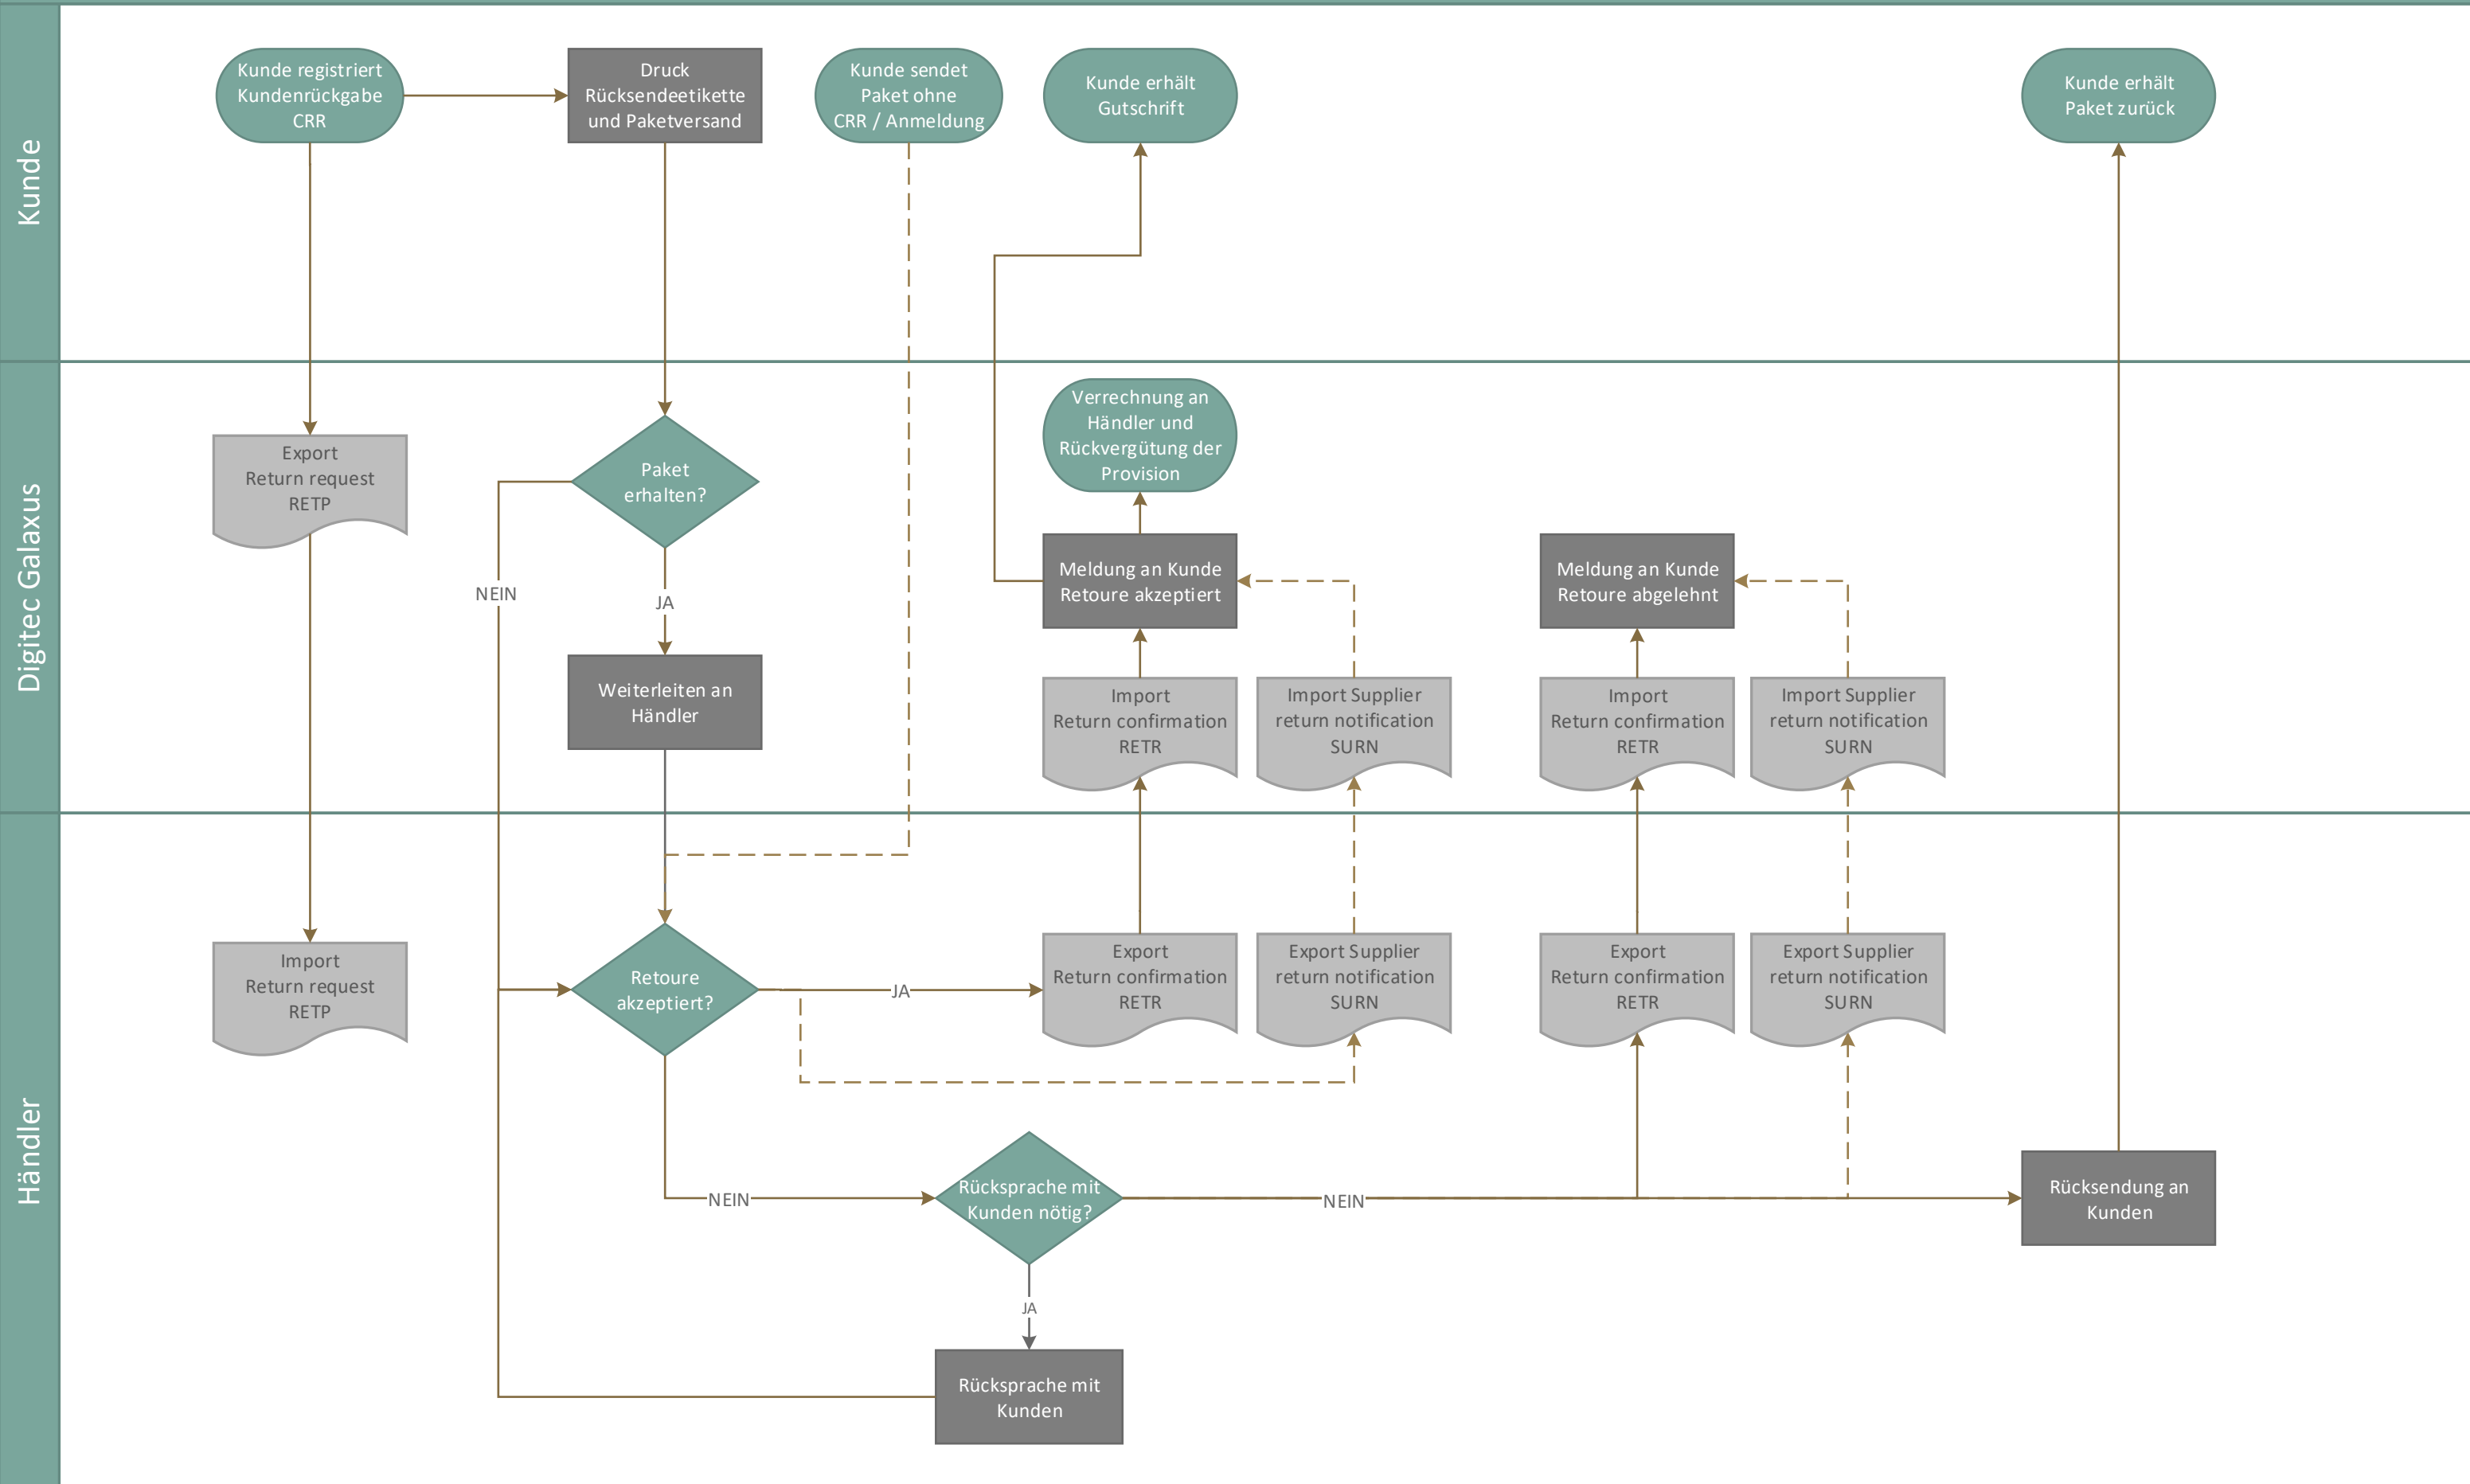 Kunde
Kunde registriert
Kundenrückgabe
CRR
Druck
Rücksendeetikette
und Paketversand
Kunde sendet
Paket ohne
CRR / Anmeldung
Kunde erhält
Gutschrift
Kunde erhält
Paket zurück
Digitec Galaxus
Export
Return request
RETP
Paket
erhalten?
NEIN
JA
Weiterleiten an
Händler
Verrechnung an
Händler und
Rückvergütung der
Provision
Meldung an Kunde
Retoure akzeptiert
Meldung an Kunde
Retoure abgelehnt
Import
Return confirmation
RETR
Import Supplier
return notification
SURN
Import
Return confirmation
RETR
Import Supplier
return notification
SURN
Händler
Import
Return request
RETP
Retoure
akzeptiert?
JA
Export
Return confirmation
RETR
Export Supplier
return notification
SURN
Export
Return confirmation
RETR
Export Supplier
return notification
SURN
NEIN
Rücksprache mit
Kunden nötig?
NEIN
Rücksendung an
Kunden
JA
Rücksprache mit
Kunden